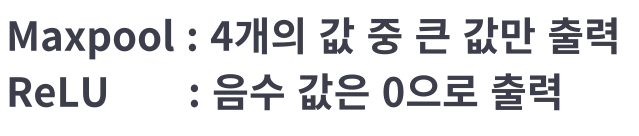 Maxpool : 4개의 값 중 큰 값만 출력
ReLU : 음수 값은 0으로 출력